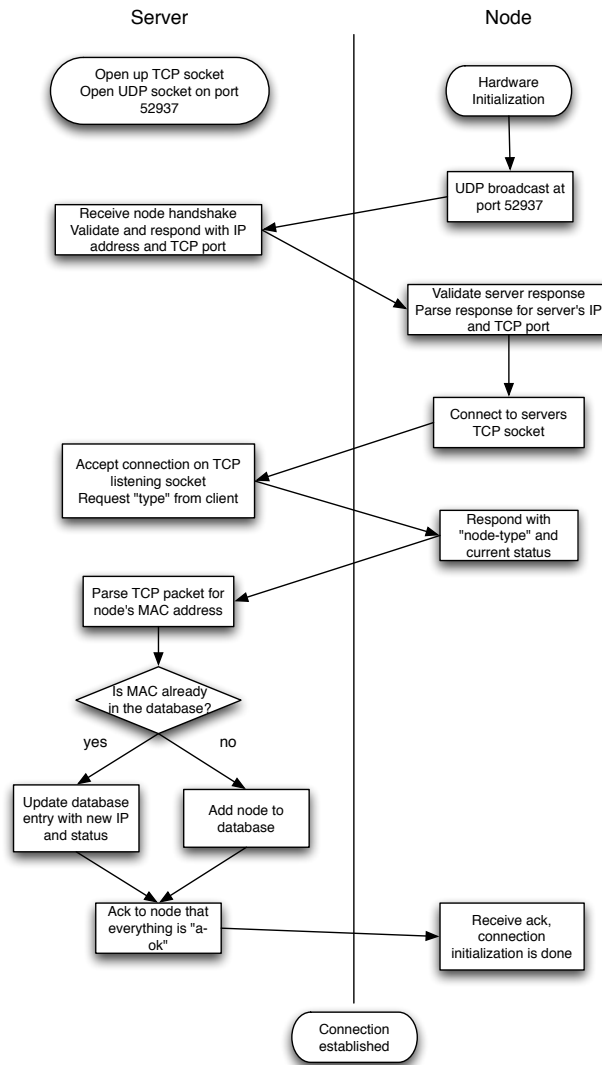 Server
Node
Open up TCP socket
Open UDP socket on port
52937
Hardware
Initialization
UDP broadcast at
port 52937
Receive node handshake
Validate and respond with IP
address and TCP port
Validate server response
Parse response for server's IP
and TCP port
Connect to servers
TCP socket
Accept connection on TCP
listening socket
Request "type" from client
Respond with
"node-type" and
current status
Parse TCP packet for
node's MAC address
Is MAC already
in the database?
yes
no
Update database
entry with new IP
and status
Add node to
database
Ack to node that
everything is "a-
ok"
Receive ack,
connection
initialization is done
Connection
established